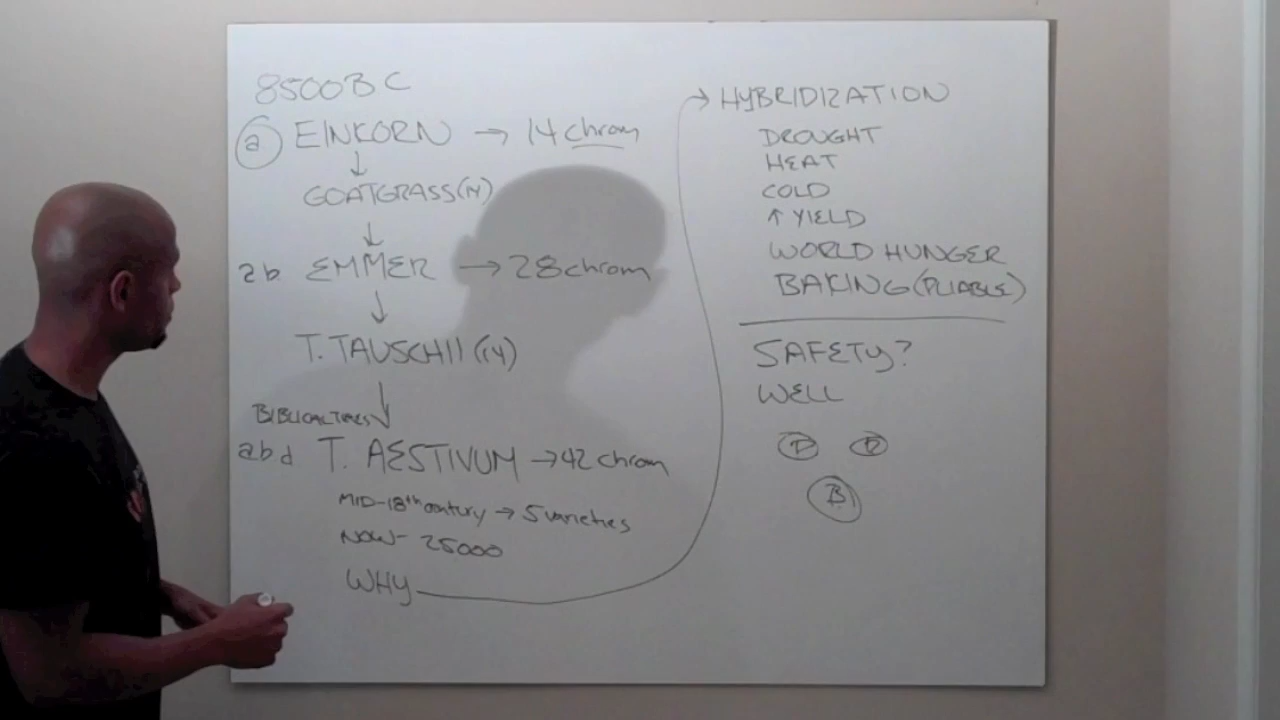 8500BC
a EINKORN → 14 chrom
↓
GOATGRASS(14)
↓
ab EMMER → 28 chrom
↓
T. TAUSCHII (14)
↓
BIBLICAL TIMES
abd T. AESTIVUM → 42 chrom
MID-18th century → 5 varieties
NOW - 25000
WHY
→ HYBRIDIZATION
DROUGHT
HEAT
COLD
↑ YIELD
WORLD HUNGER
BAKING (PLIABLE)
SAFETY?
WELL
B